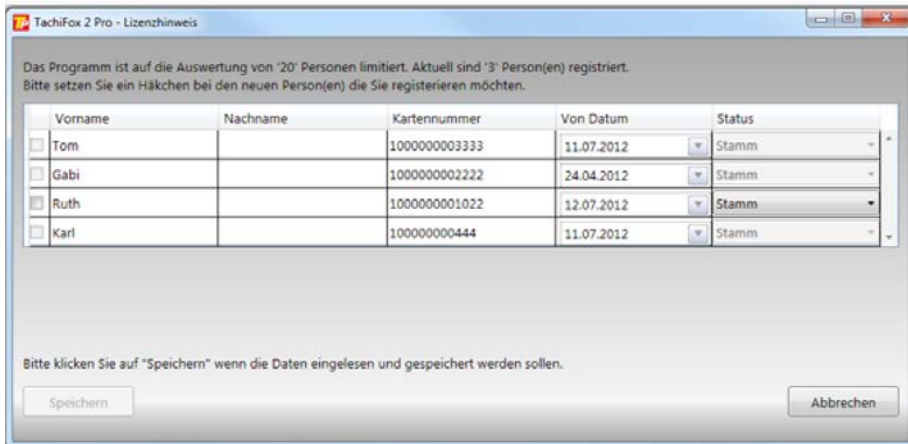 TachiFox 2 Pro - Lizenzhinweis
Das Programm ist auf die Auswertung von '20' Personen limitiert. Aktuell sind '3' Person(en) registriert.
Bitte setzen Sie ein Häkchen bei den neuen Person(en) die Sie registerieren möchten.
Vorname Nachname Kartennummer Von Datum Status
Tom 1000000003333 11.07.2012 Stamm
Gabi 1000000002222 24.04.2012 Stamm
Ruth 1000000001022 12.07.2012 Stamm
Karl 100000000444 11.07.2012 Stamm
Bitte klicken Sie auf "Speichern" wenn die Daten eingelesen und gespeichert werden sollen.
Speichern Abbrechen